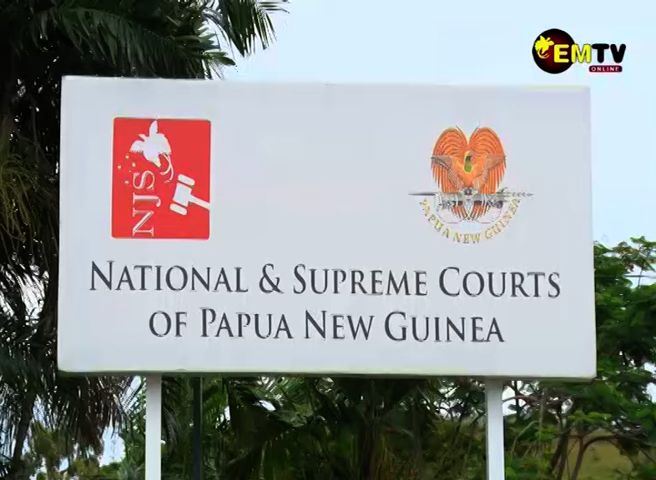 EMTV
ONLINE
NJS
PAPUA NEW GUINEA
NATIONAL & SUPREME COURTS
OF PAPUA NEW GUINEA